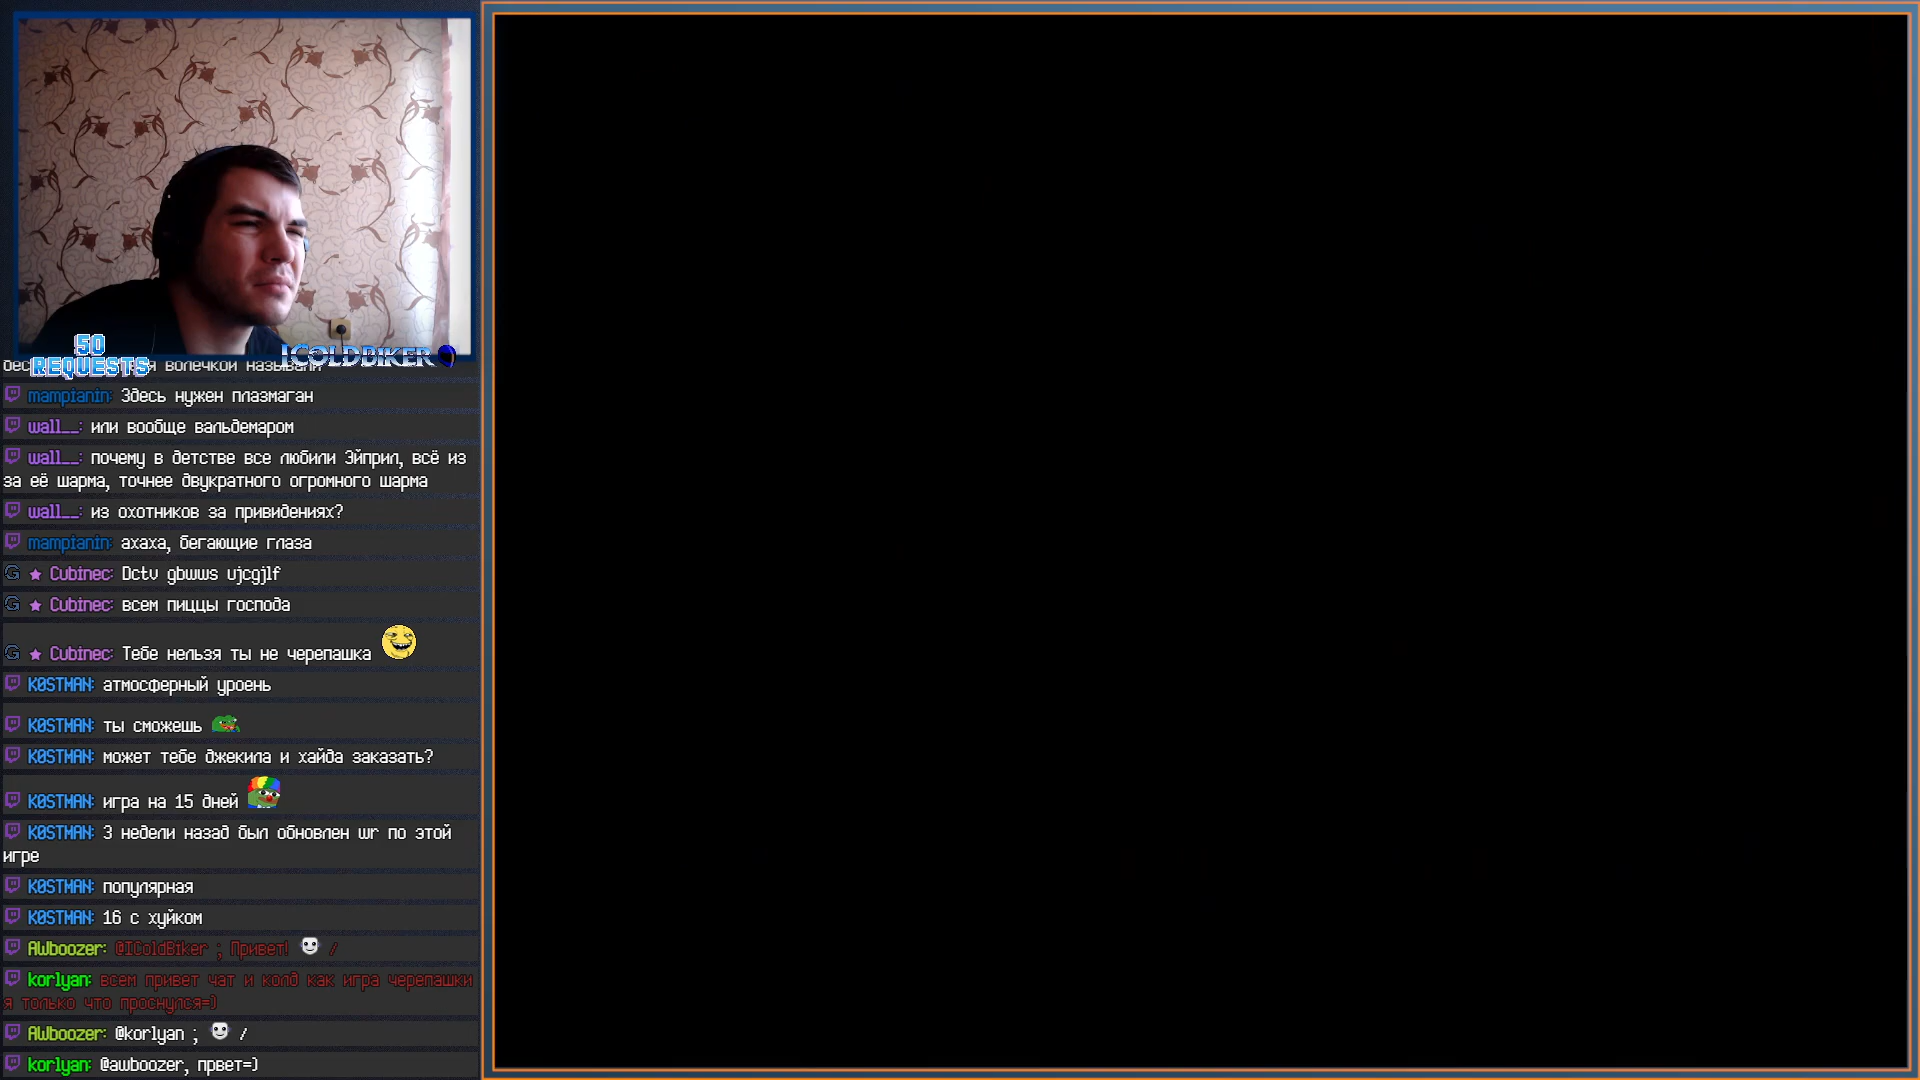 50
REQUESTS
ICOLDBIKER
волечкой называли
mampianin: Здесь нужен плазмаган
wall__: или вообще вальдемаром
wall__: почему в детстве все любили Эйприл, всё из
за её шарма, точнее двукратного огромного шарма
wall__: из охотников за привидениях?
mampianin: ахаха, бегающие глаза
Cubinec: Dctv gbwws ujcgjlf
Cubinec: всем пиццы господа
Cubinec: Тебе нельзя ты не черепашка
K0STMAN: атмосферный уроень
K0STMAN: ты сможешь
K0STMAN: может тебе джекила и хайда заказать?
K0STMAN: игра на 15 дней
K0STMAN: 3 недели назад был обновлен wr по этой
игре
K0STMAN: популярная
K0STMAN: 16 с хуйком
AWboozer: @IColdBiker ; Привет! /
korlyan: всем привет чат и колд как игра черепашки
я только что проснулся=)
AWboozer: @korlyan ; /
korlyan: @awboozer, првет=)